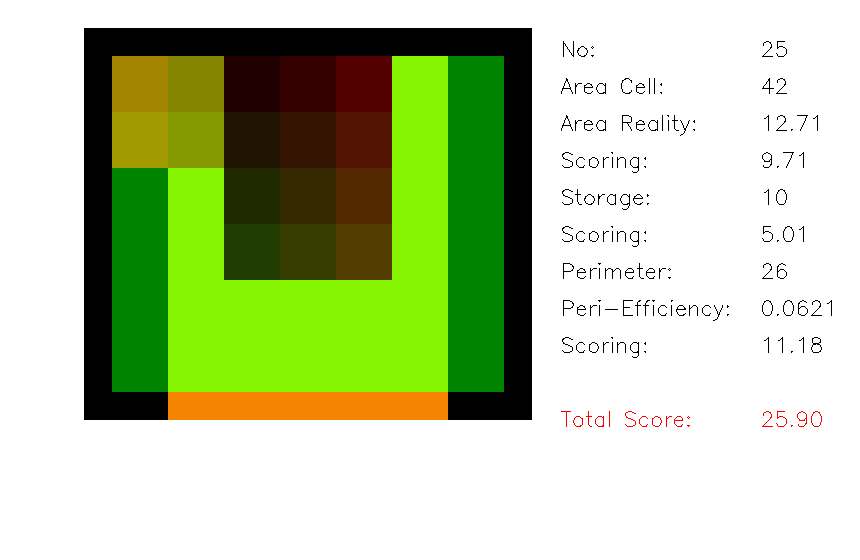 No: 25
Area Cell: 42
Area Reality: 12.71
Scoring: 9.71
Storage: 10
Scoring: 5.01
Perimeter: 26
Peri-Efficiency: 0.0621
Scoring: 11.18
Total Score: 25.90